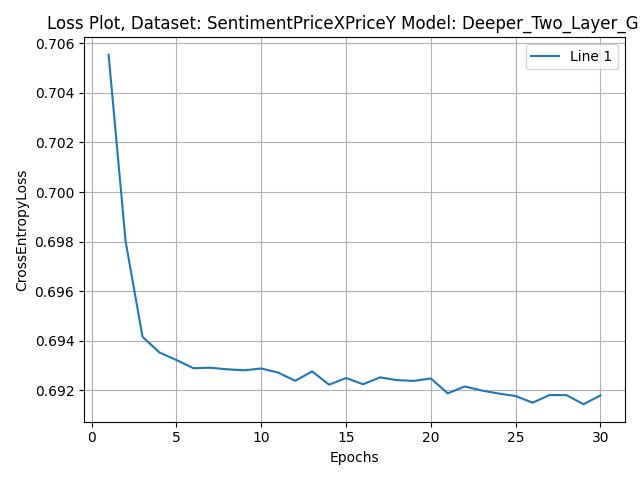 Loss Plot, Dataset: SentimentPriceXPriceY Model: Deeper_Two_Layer_G
Line 1
0.706
0.704
0.702
0.700
0.698
0.696
0.694
0.692
CrossEntropyLoss
0 5 10 15 20 25 30
Epochs